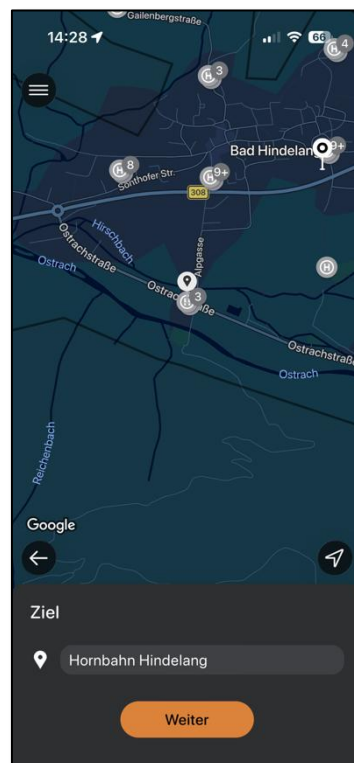 Gailenbergstraße
14:28
66
4
3
Bad Hindelan
9+
8
H
9+
Sonthofer Str.
308
Hirschbach
Ostrachstraße
Alpgasse
Ostrach
H
Ostrachstraße
3
Ostrachstraße
Ostrach
Reichenbach
Google
Ziel
Hornbahn Hindelang
Weiter